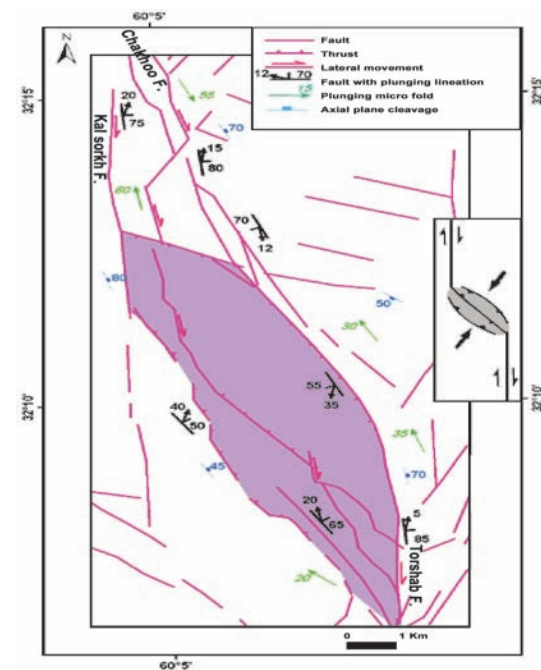 60°5'
N
Fault
Thrust
Lateral movement
12 70 Fault with plunging lineation
15 Plunging micro fold
Axial plane cleavage
Chakhoo F.
32°15'
32°15'
20
75
55
70
Kal sorkh F.
15
80
60
70
12
80
50
30
55
35
32°10'
32°10'
40
50
35
45
70
20
65
5
85
Torshab F.
20
0 1 Km
60°5'